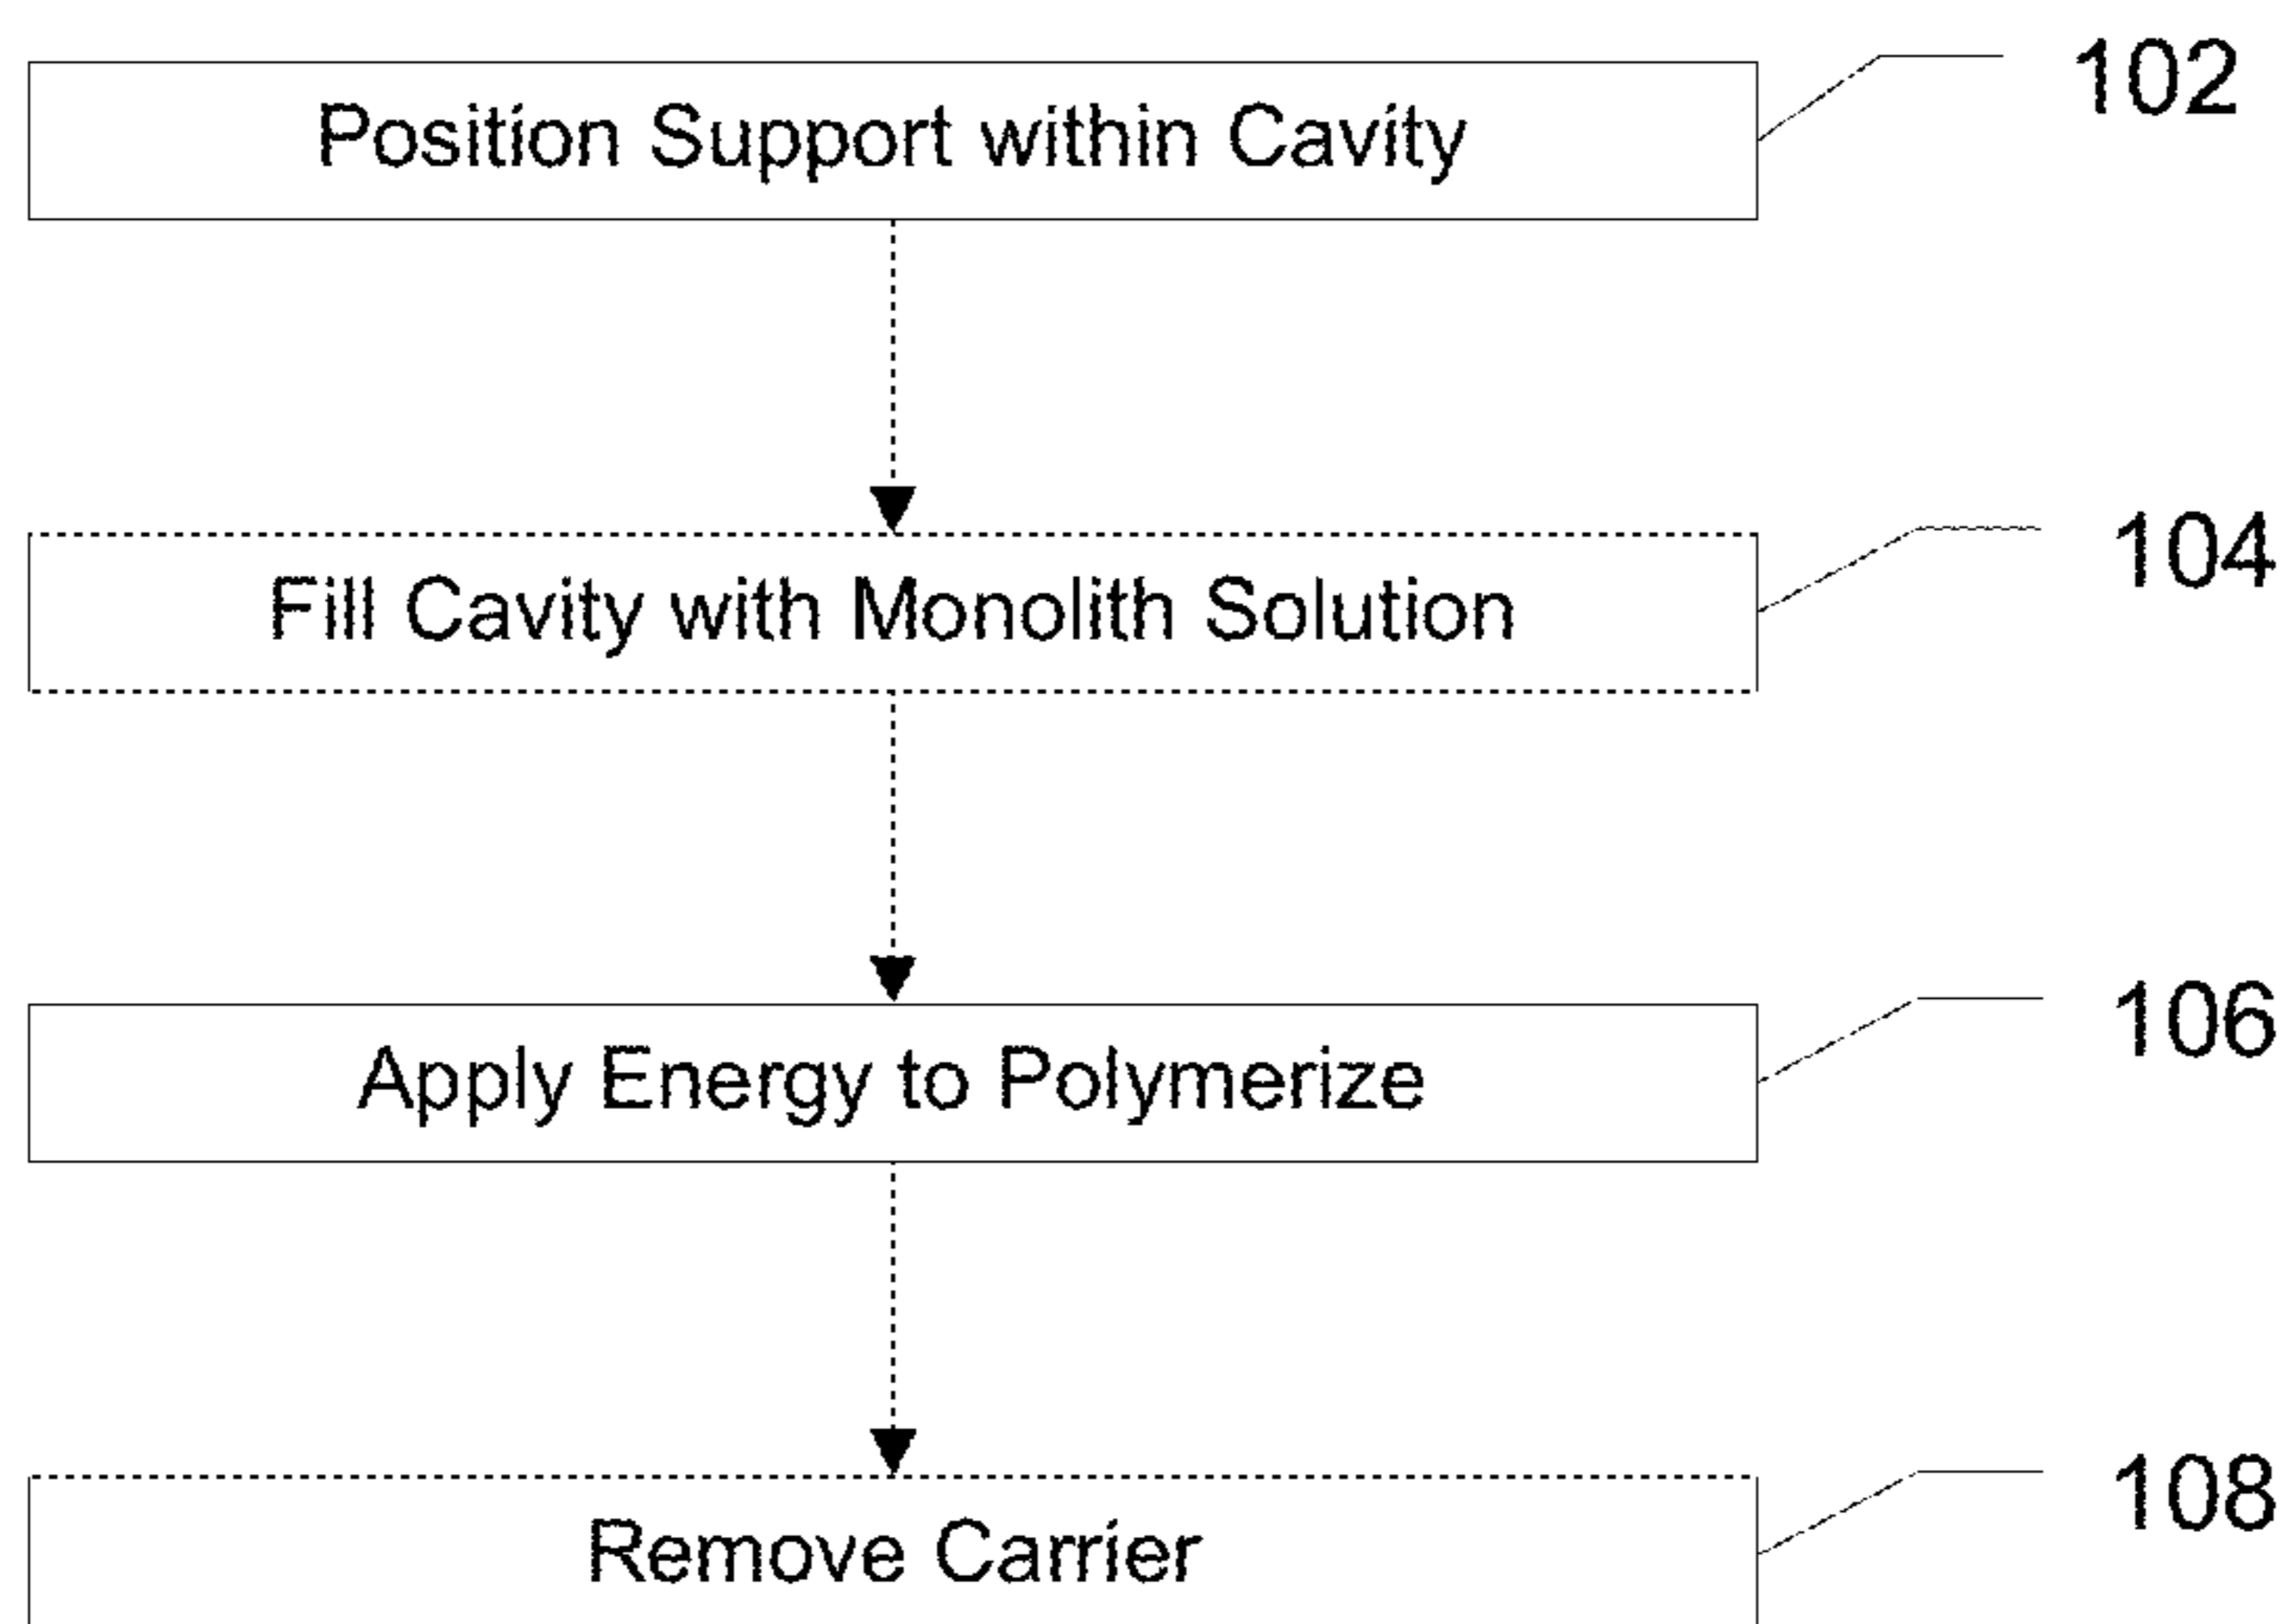 Position Support within Cavity 102
Fill Cavity with Monolith Solution 104
Apply Energy to Polymerize 106
Remove Carrier 108